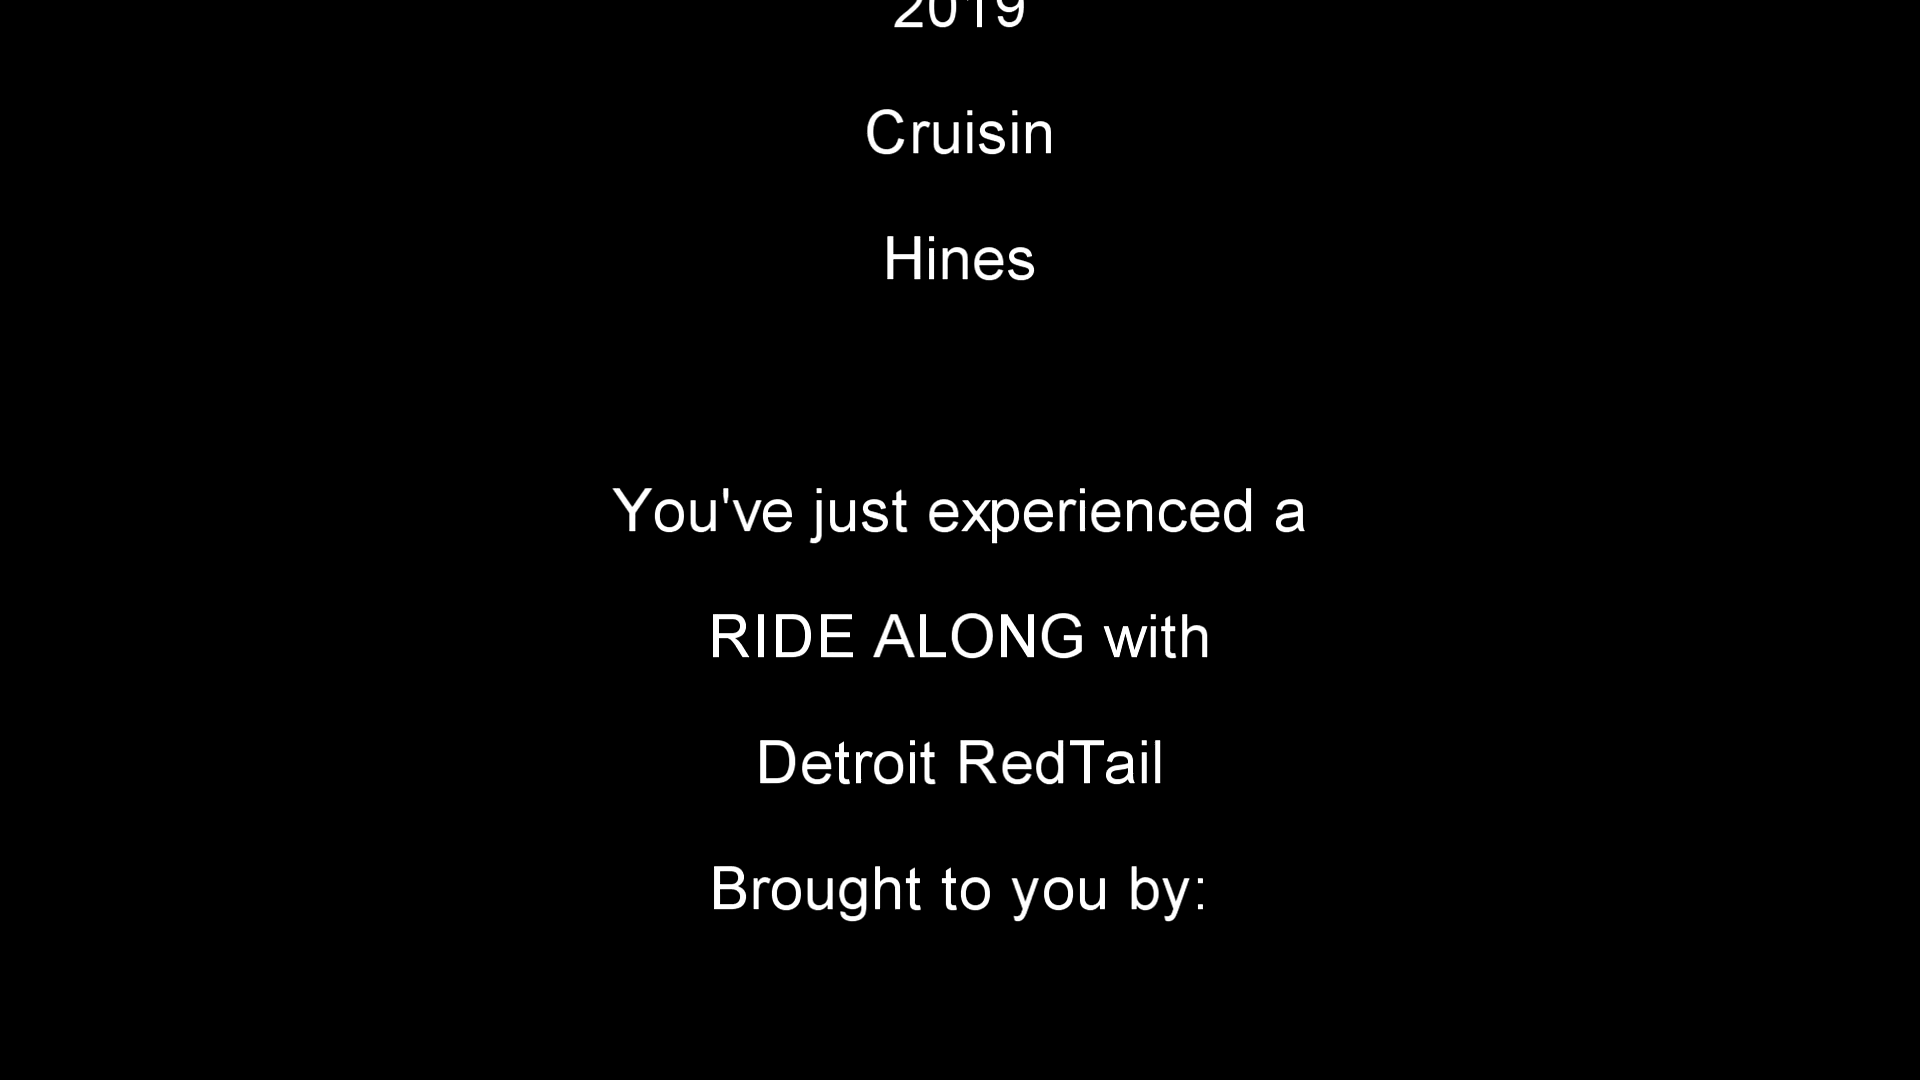 2019
Cruisin
Hines
You've just experienced a
RIDE ALONG with
Detroit RedTail
Brought to you by: